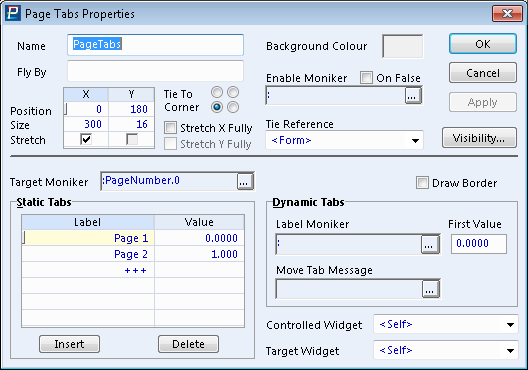 Page Tabs Properties
Name PageTabs
Background Colour
OK
Fly By
Enable Moniker On False
Cancel
: ...
X Y
Tie To Corner
Apply
Position 0 180
Size 300 16
Stretch
Stretch X Fully
Stretch Y Fully
Tie Reference
<Form>
Visibility...
Target Moniker :PageNumber.0 ...
Draw Border
Static Tabs
Label Value
Page 1 0.0000
Page 2 1.000
+++
Insert Delete
Dynamic Tabs
Label Moniker First Value
: ... 0.0000
Move Tab Message
...
Controlled Widget <Self>
Target Widget <Self>